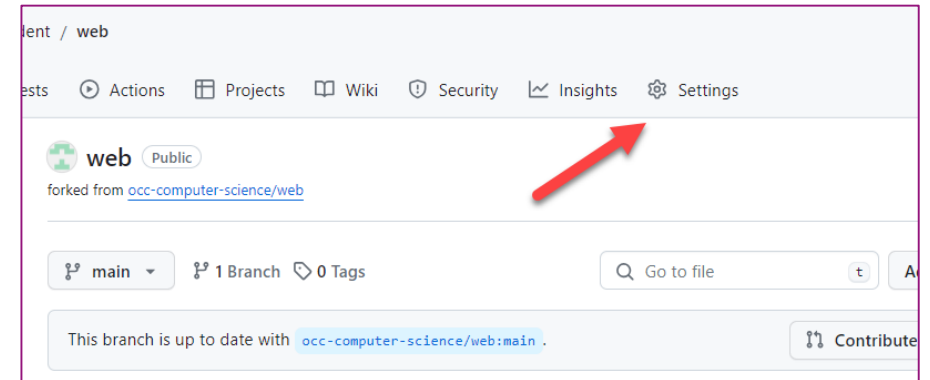 dent / web
ests Actions Projects Wiki Security Insights Settings
web Public
forked from occ-computer-science/web
main 1 Branch 0 Tags Go to file t A
This branch is up to date with occ-computer-science/web:main . Contribute